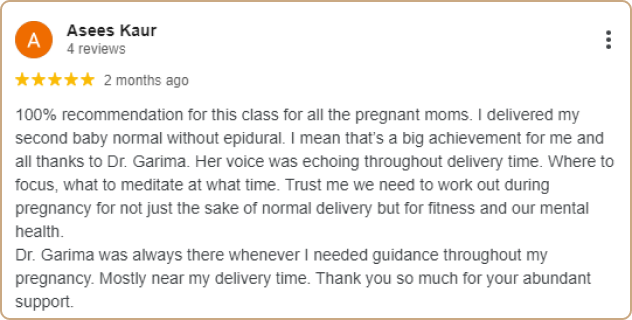 A
Asees Kaur
4 reviews
2 months ago
100% recommendation for this class for all the pregnant moms. I delivered my
second baby normal without epidural. I mean that's a big achievement for me and
all thanks to Dr. Garima. Her voice was echoing throughout delivery time. Where to
focus, what to meditate at what time. Trust me we need to work out during
pregnancy for not just the sake of normal delivery but for fitness and our mental
health.
Dr. Garima was always there whenever I needed guidance throughout my
pregnancy. Mostly near my delivery time. Thank you so much for your abundant
support.